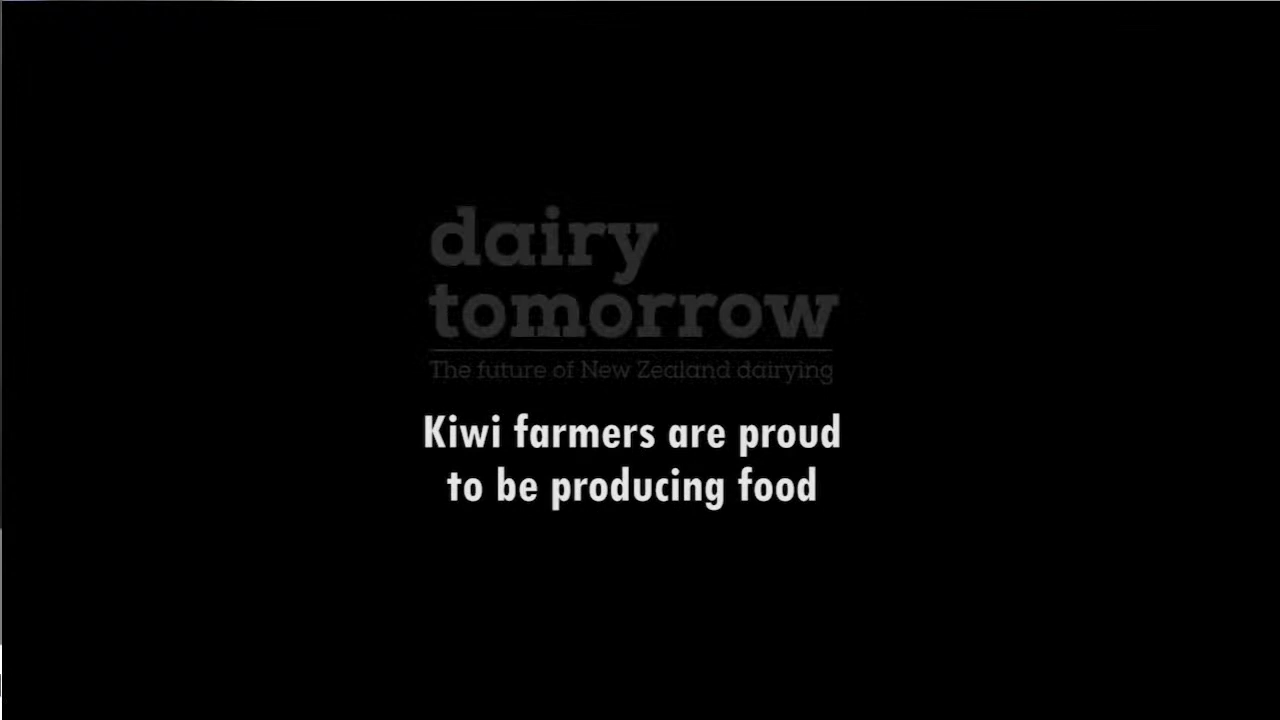 dairy
tomorrow
The future of New Zealand dairying
Kiwi farmers are proud
to be producing food